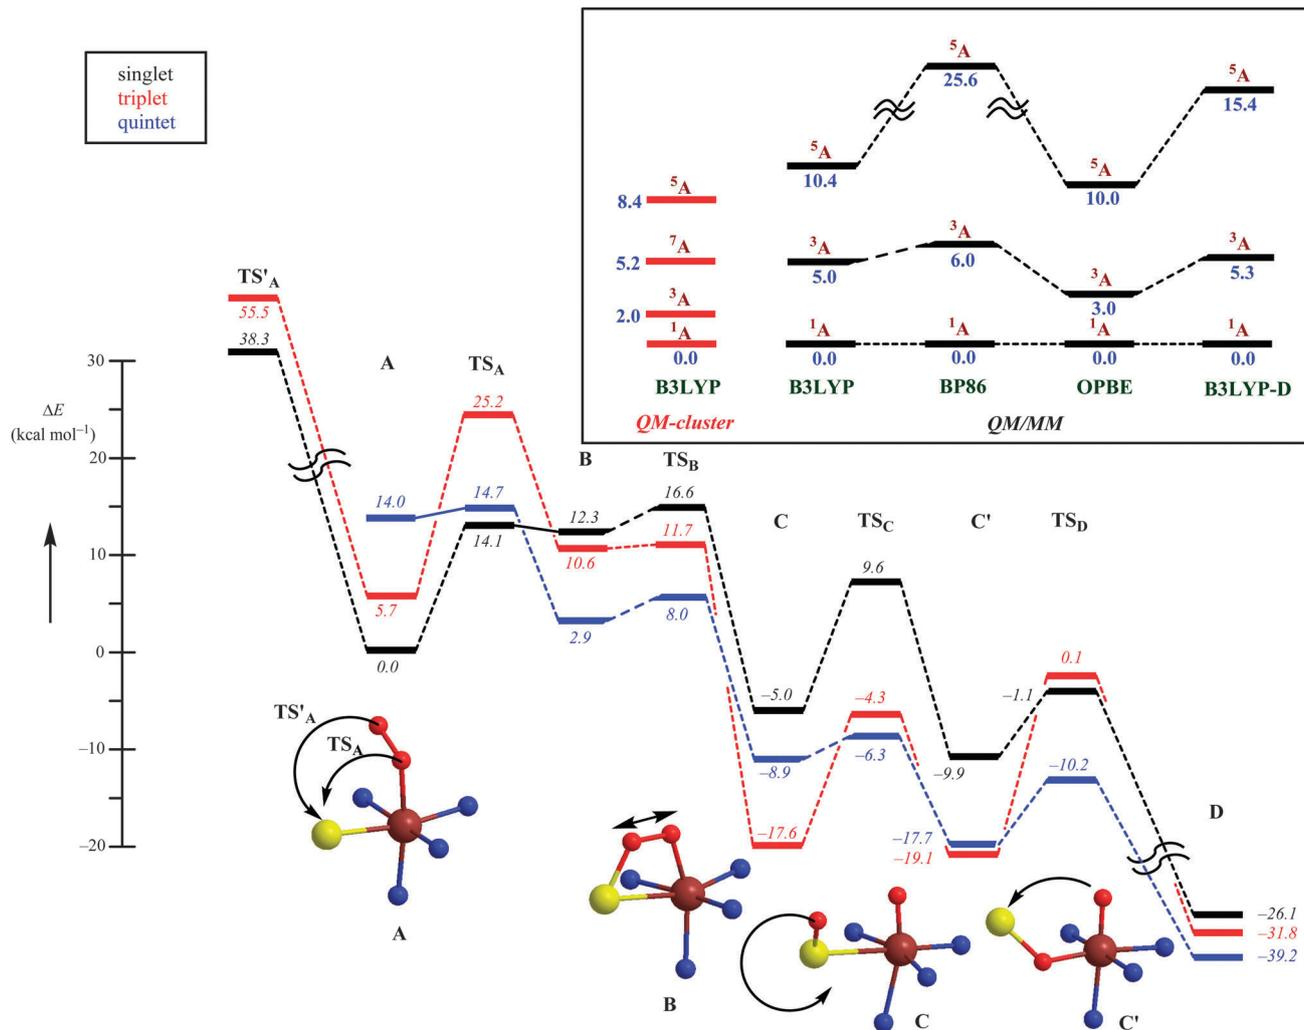 singlet
triplet
quintet
⁵A
25.6
⁵A
15.4
⁵A
10.4
⁵A
10.0
⁵A
8.4
⁷A
5.2
³A
2.0
¹A
0.0
³A
5.0
³A
6.0
³A
3.0
³A
5.3
¹A
0.0
¹A
0.0
¹A
0.0
¹A
0.0
B3LYP
B3LYP
BP86
OPBE
B3LYP-D
QM-cluster
QM/MM
ΔE
(kcal mol⁻¹)
30
20
10
0
–10
–20
TS'A
55.5
38.3
A
14.0
5.7
0.0
TSA
25.2
14.7
14.1
B
12.3
10.6
2.9
TSB
16.6
11.7
8.0
C
–5.0
–8.9
–17.6
TSC
9.6
–4.3
–6.3
C'
–9.9
–17.7
–19.1
TSD
0.1
–1.1
–10.2
D
–26.1
–31.8
–39.2
TS'A
TSA
A
B
C
C'